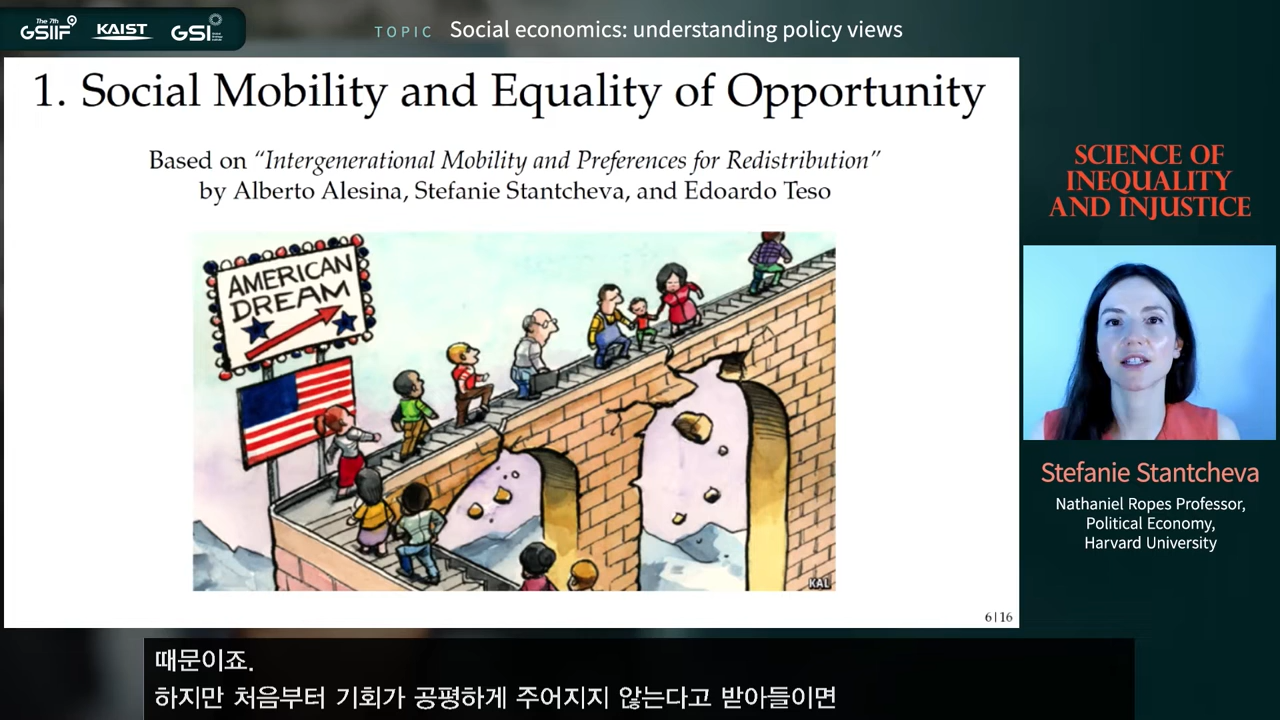 The 7th
GSIIF
KAIST
GSI
TOPIC Social economics: understanding policy views
1. Social Mobility and Equality of Opportunity
Based on “Intergenerational Mobility and Preferences for Redistribution”
by Alberto Alesina, Stefanie Stantcheva, and Edoardo Teso
AMERICAN
DREAM
KAL
6|16
SCIENCE OF
INEQUALITY
AND INJUSTICE
Stefanie Stantcheva
Nathaniel Ropes Professor,
Political Economy,
Harvard University
때문이죠.
하지만 처음부터 기회가 공평하게 주어지지 않는다고 받아들이면